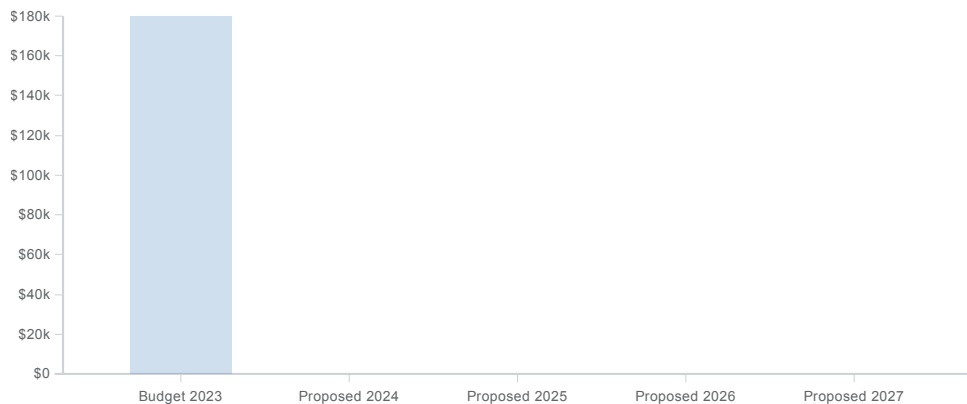 $180k
$160k
$140k
$120k
$100k
$80k
$60k
$40k
$20k
$0
Budget 2023 Proposed 2024 Proposed 2025 Proposed 2026 Proposed 2027